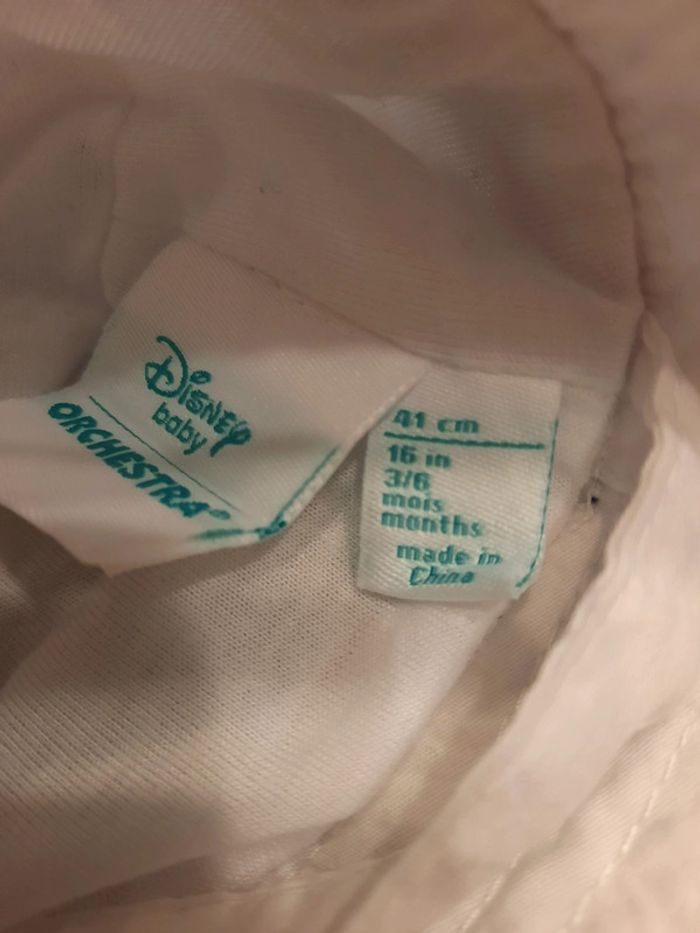 Disney
baby
ORCHESTRA®
41 cm
16 in
3/6
mois
months
made in
China